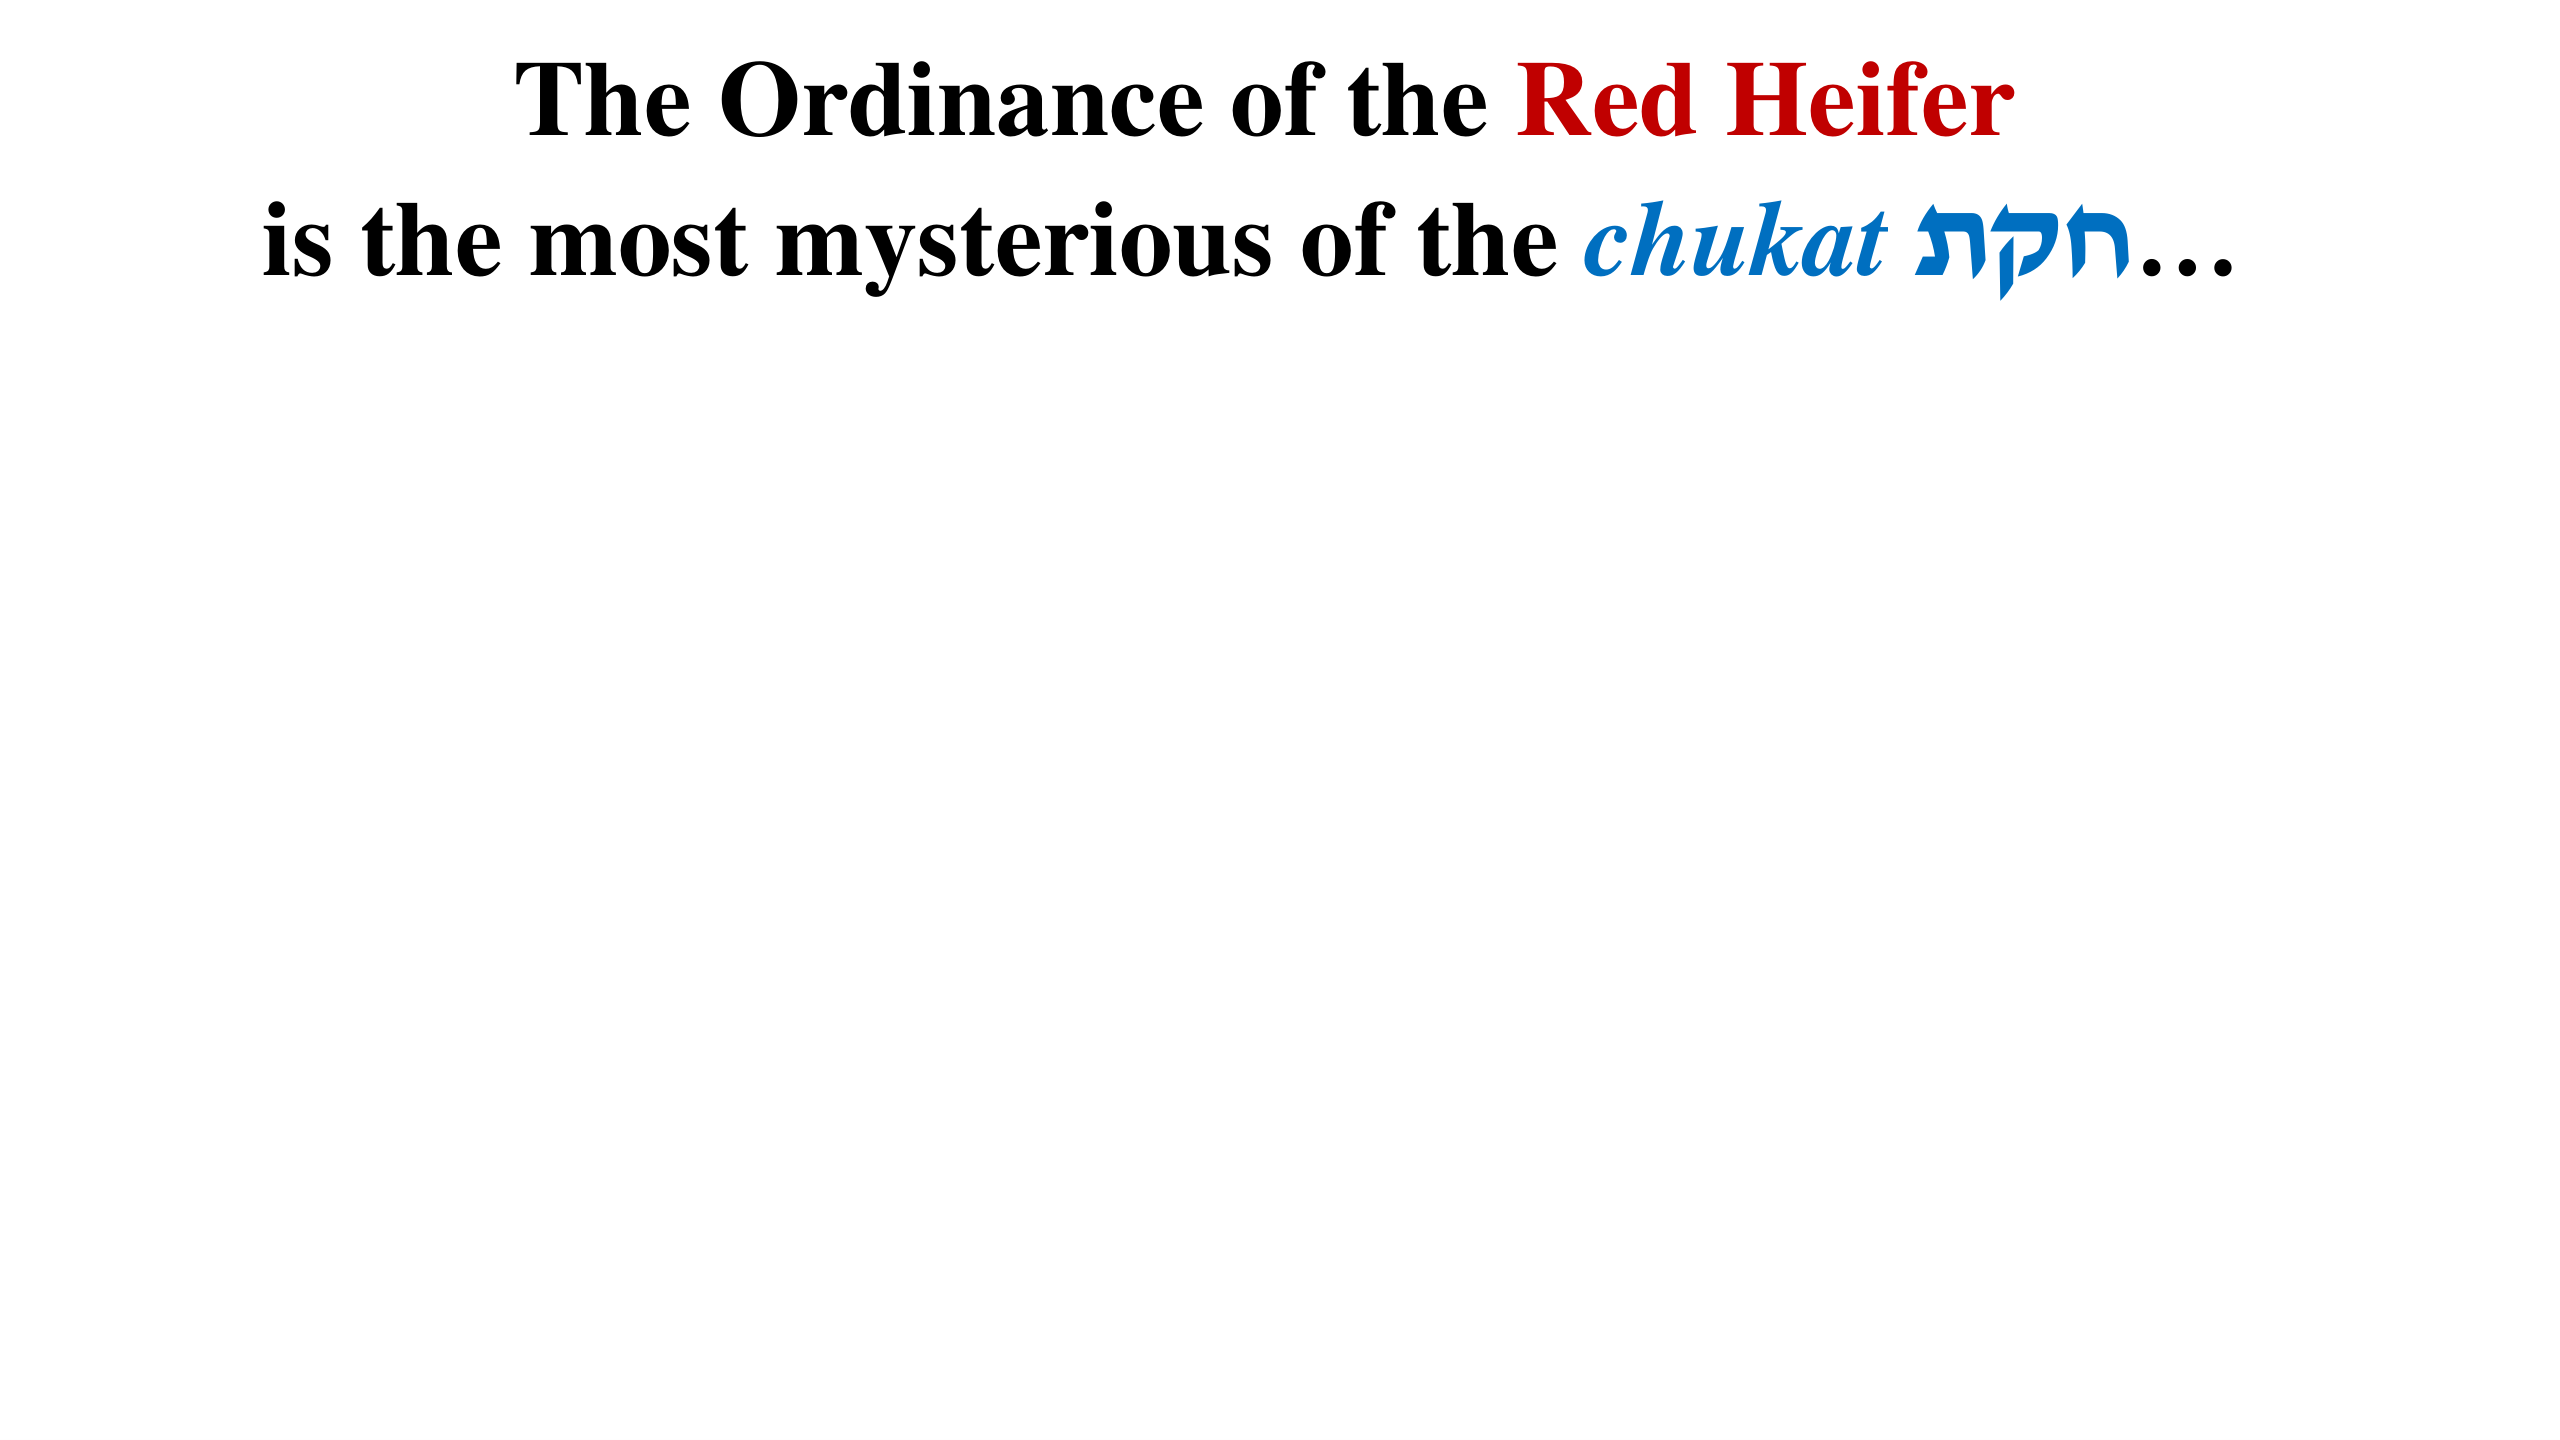 The Ordinance of the Red Heifer
is the most mysterious of the chukat חקת…